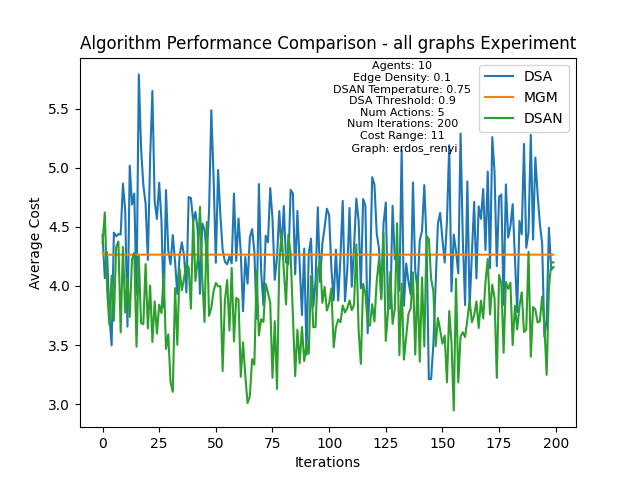 Algorithm Performance Comparison - all graphs Experiment
Agents: 10
Edge Density: 0.1
DSAN Temperature: 0.75
DSA Threshold: 0.9
Num Actions: 5
Num Iterations: 200
Cost Range: 11
Graph: erdos_renyi
DSA
MGM
DSAN
Average Cost
5.5
5.0
4.5
4.0
3.5
3.0
0 25 50 75 100 125 150 175 200
Iterations